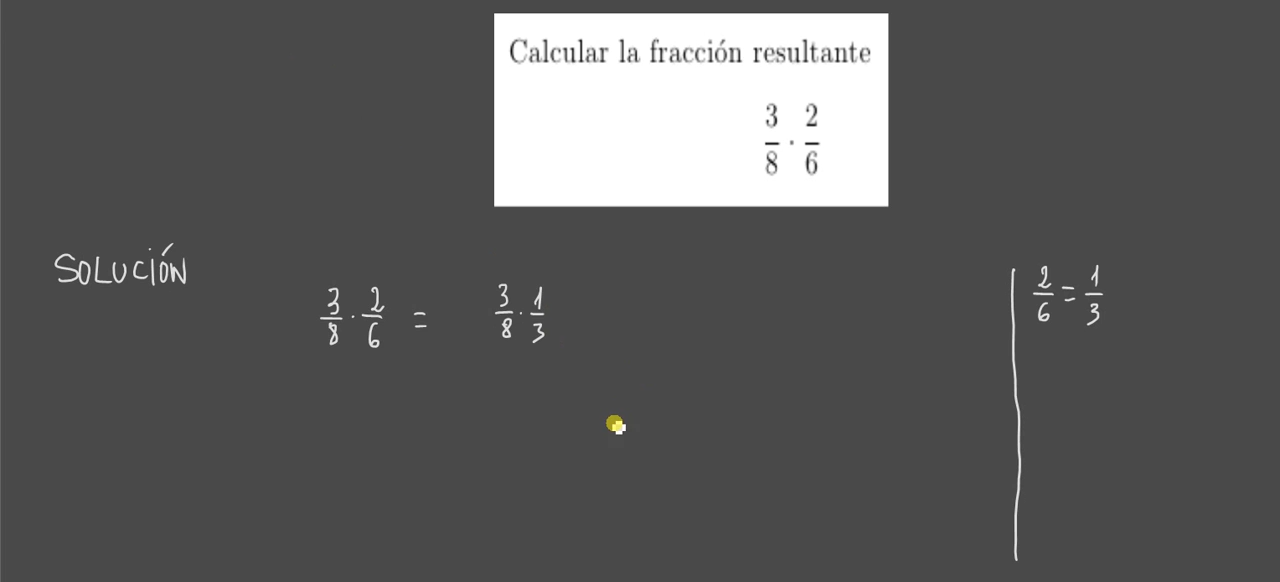 Calcular la fracción resultante
3/8 · 2/6
SOLUCIÓN
3/8 · 2/6 = 3/8 · 1/3
2/6 = 1/3